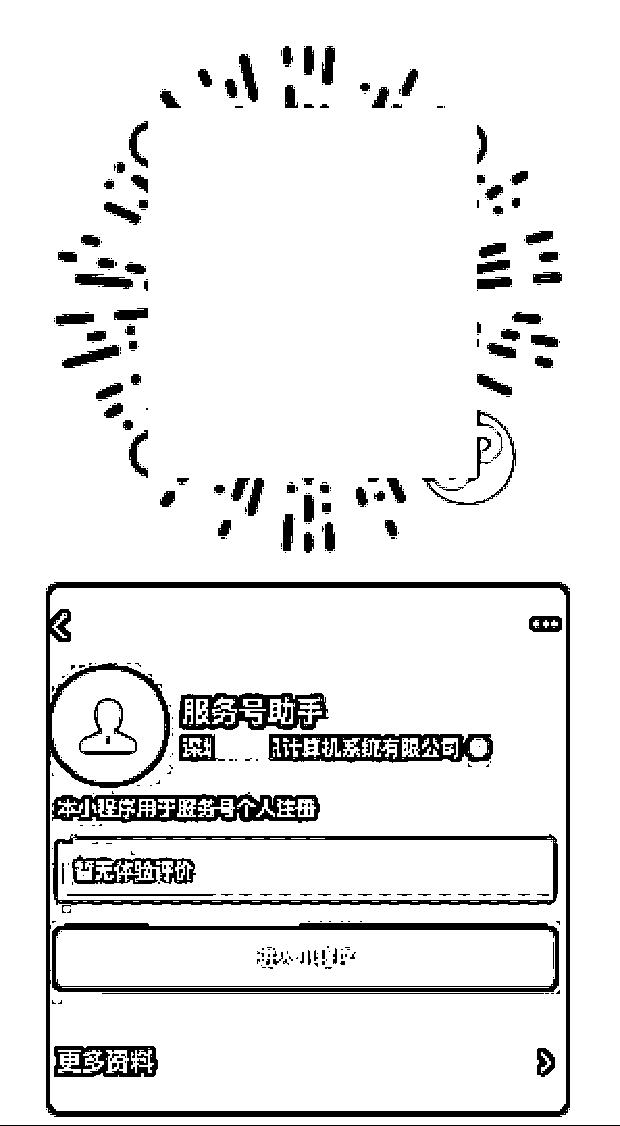 服务号助手
深圳 计算机系统有限公司
本小程序用于服务号个人注册
暂无体验评价
进入小程序
更多资料